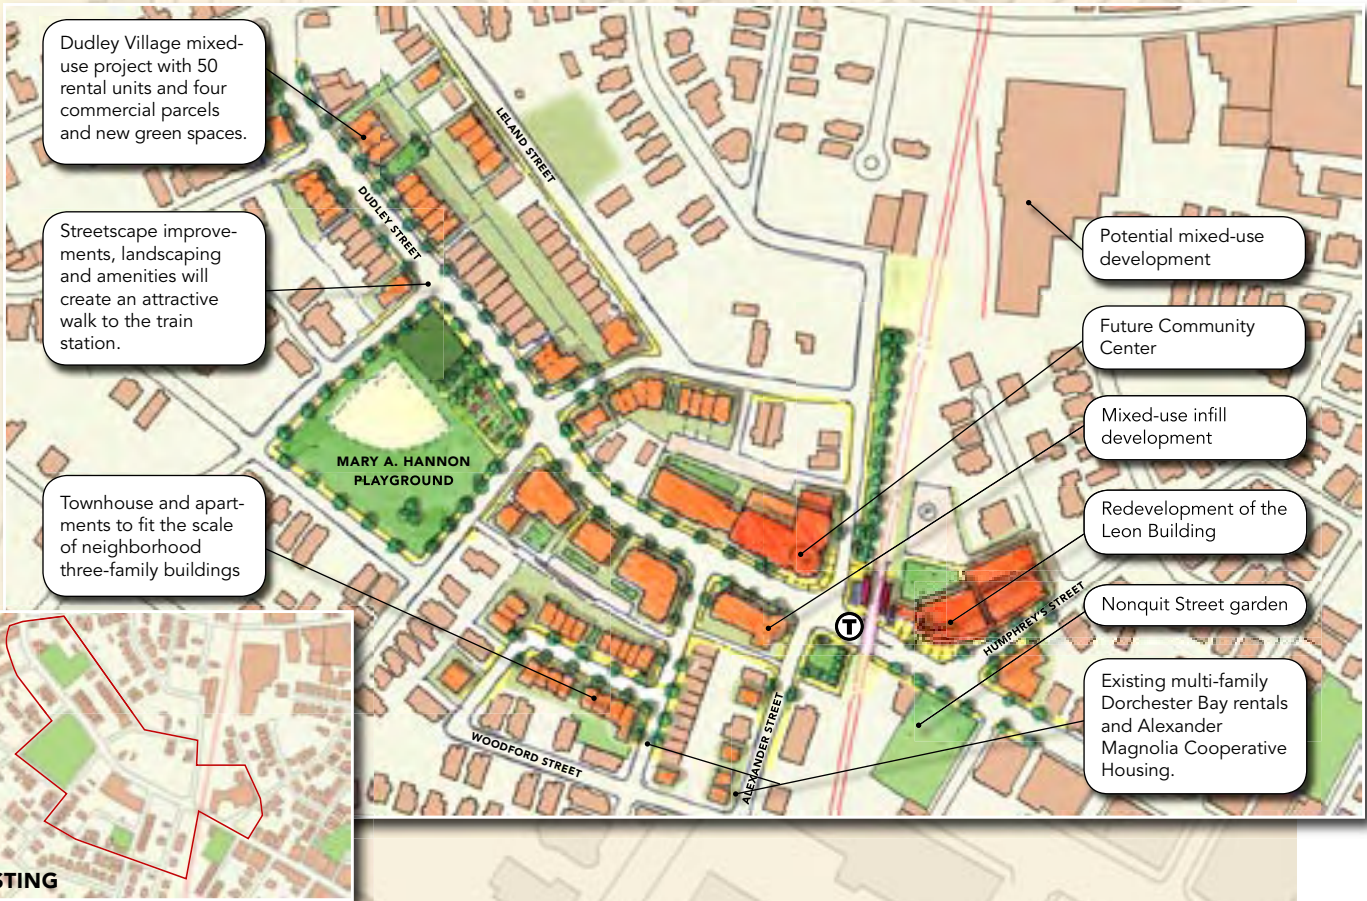 Dudley Village mixed-
use project with 50
rental units and four
commercial parcels
and new green spaces.
Streetscape improve-
ments, landscaping
and amenities will
create an attractive
walk to the train
station.
Townhouse and apart-
ments to fit the scale
of neighborhood
three-family buildings
LELAND STREET
DUDLEY STREET
MARY A. HANNON
PLAYGROUND
WOODFORD STREET
ALEXANDER STREET
HUMPHREY'S STREET
T
Potential mixed-use
development
Future Community
Center
Mixed-use infill
development
Redevelopment of the
Leon Building
Nonquit Street garden
Existing multi-family
Dorchester Bay rentals
and Alexander
Magnolia Cooperative
Housing.
STING